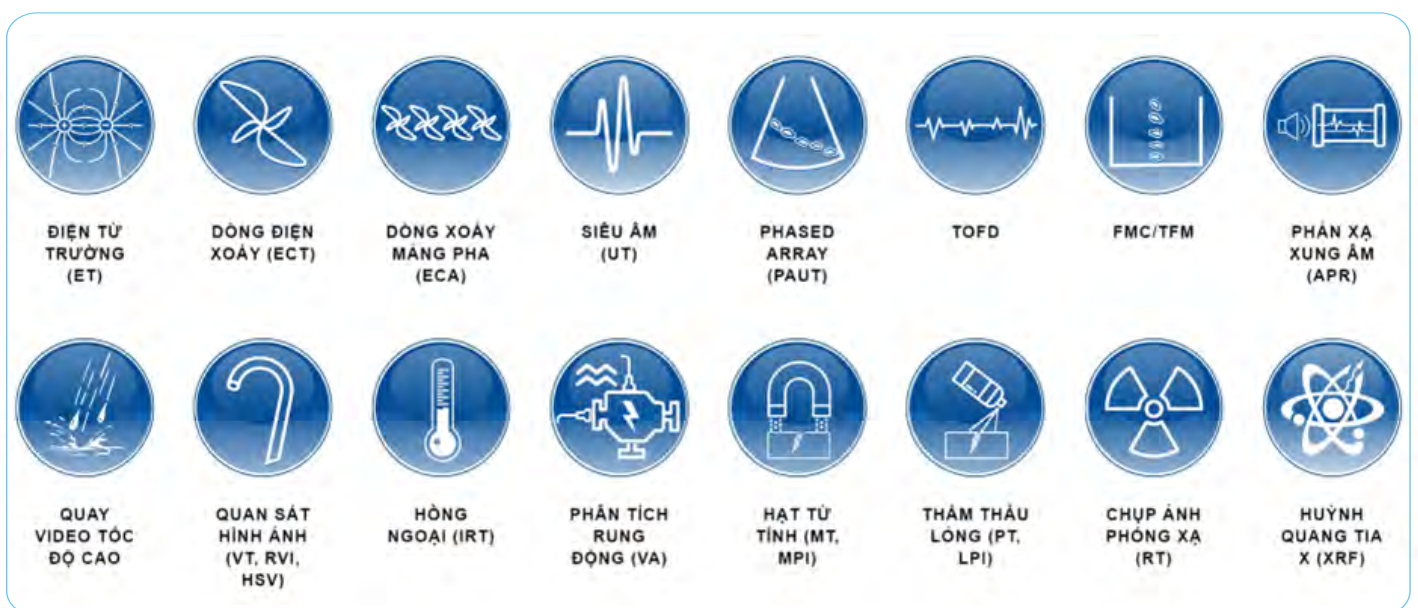 ĐIỆN TỪ
TRƯỜNG
(ET)
DÒNG ĐIỆN
XOÁY (ECT)
DÒNG XOÁY
MẢNG PHA
(ECA)
SIÊU ÂM
(UT)
PHASED
ARRAY
(PAUT)
TOFD
FMC/TFM
PHẢN XẠ
XUNG ÂM
(APR)
QUAY
VIDEO TỐC
ĐỘ CAO
QUAN SÁT
HÌNH ẢNH
(VT, RVI,
HSV)
HỒNG
NGOẠI (IRT)
PHÂN TÍCH
RUNG
ĐỘNG (VA)
HẠT TỪ
TÍNH (MT,
MPI)
THẨM THẤU
LỎNG (PT,
LPI)
CHỤP ẢNH
PHÓNG XẠ
(RT)
HUỲNH
QUANG TIA
X (XRF)